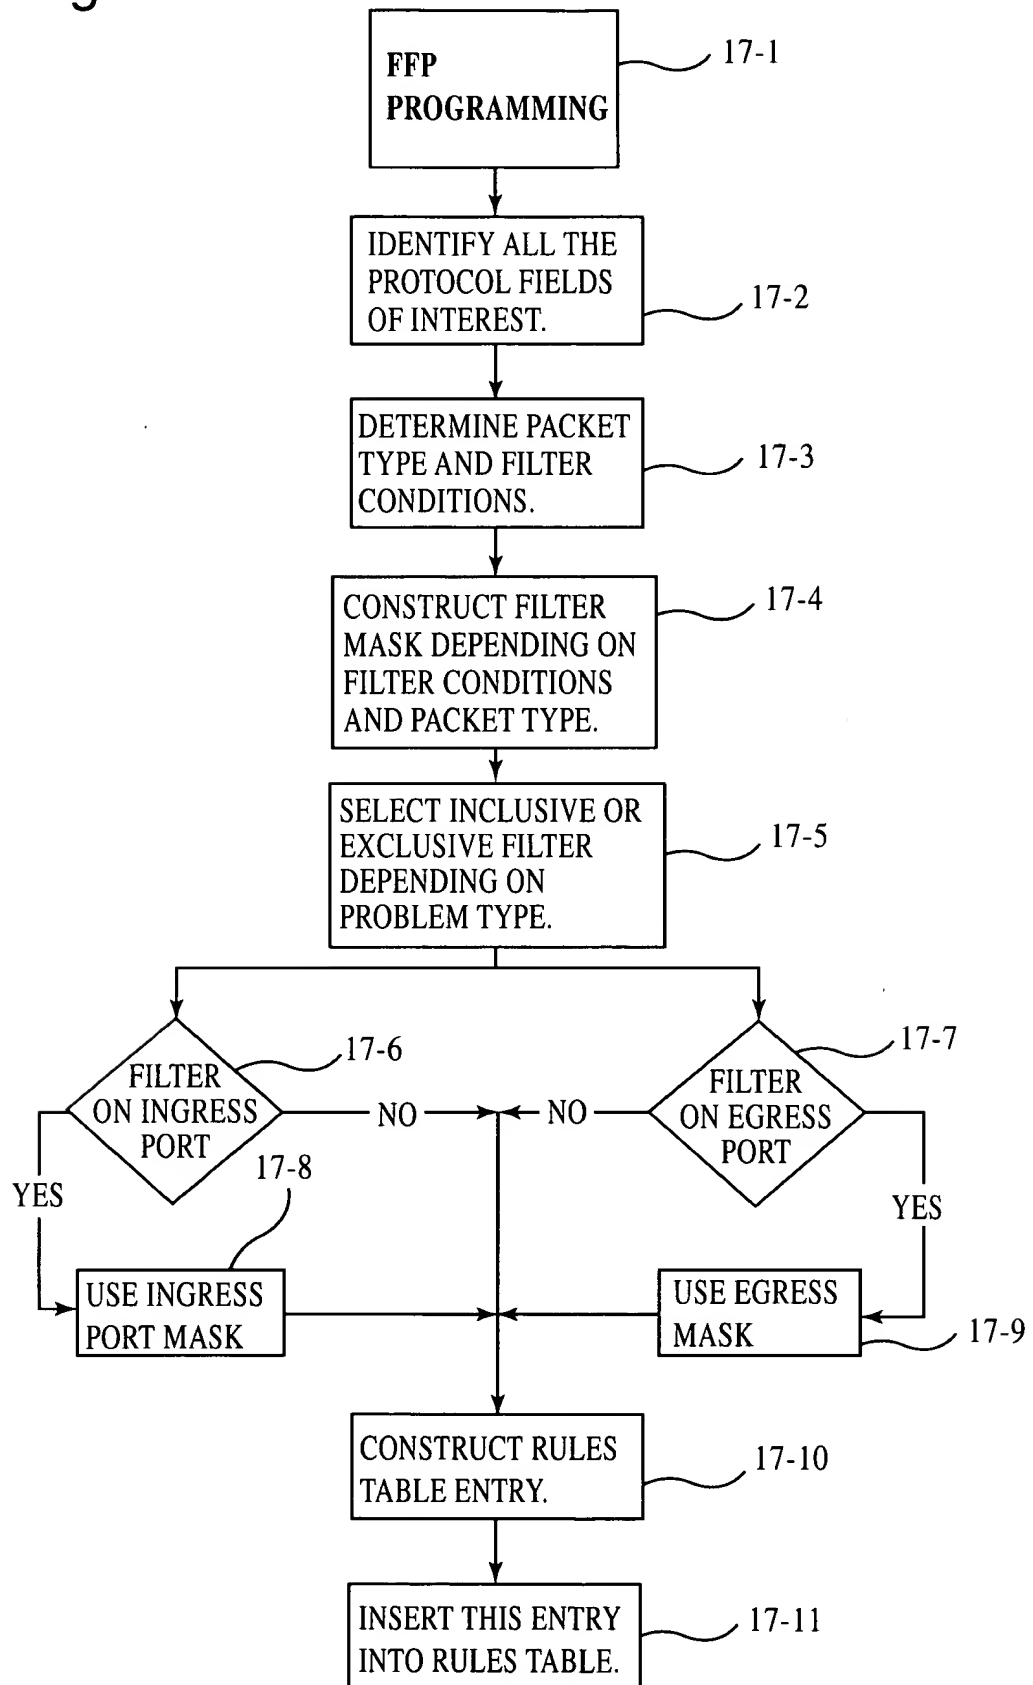 FFP
PROGRAMMING
17-1
IDENTIFY ALL THE
PROTOCOL FIELDS
OF INTEREST.
17-2
DETERMINE PACKET
TYPE AND FILTER
CONDITIONS.
17-3
CONSTRUCT FILTER
MASK DEPENDING ON
FILTER CONDITIONS
AND PACKET TYPE.
17-4
SELECT INCLUSIVE OR
EXCLUSIVE FILTER
DEPENDING ON
PROBLEM TYPE.
17-5
FILTER
ON INGRESS
PORT
17-6
NO
YES
NO
FILTER
ON EGRESS
PORT
17-7
YES
17-8
USE INGRESS
PORT MASK
USE EGRESS
MASK
17-9
CONSTRUCT RULES
TABLE ENTRY.
17-10
INSERT THIS ENTRY
INTO RULES TABLE.
17-11